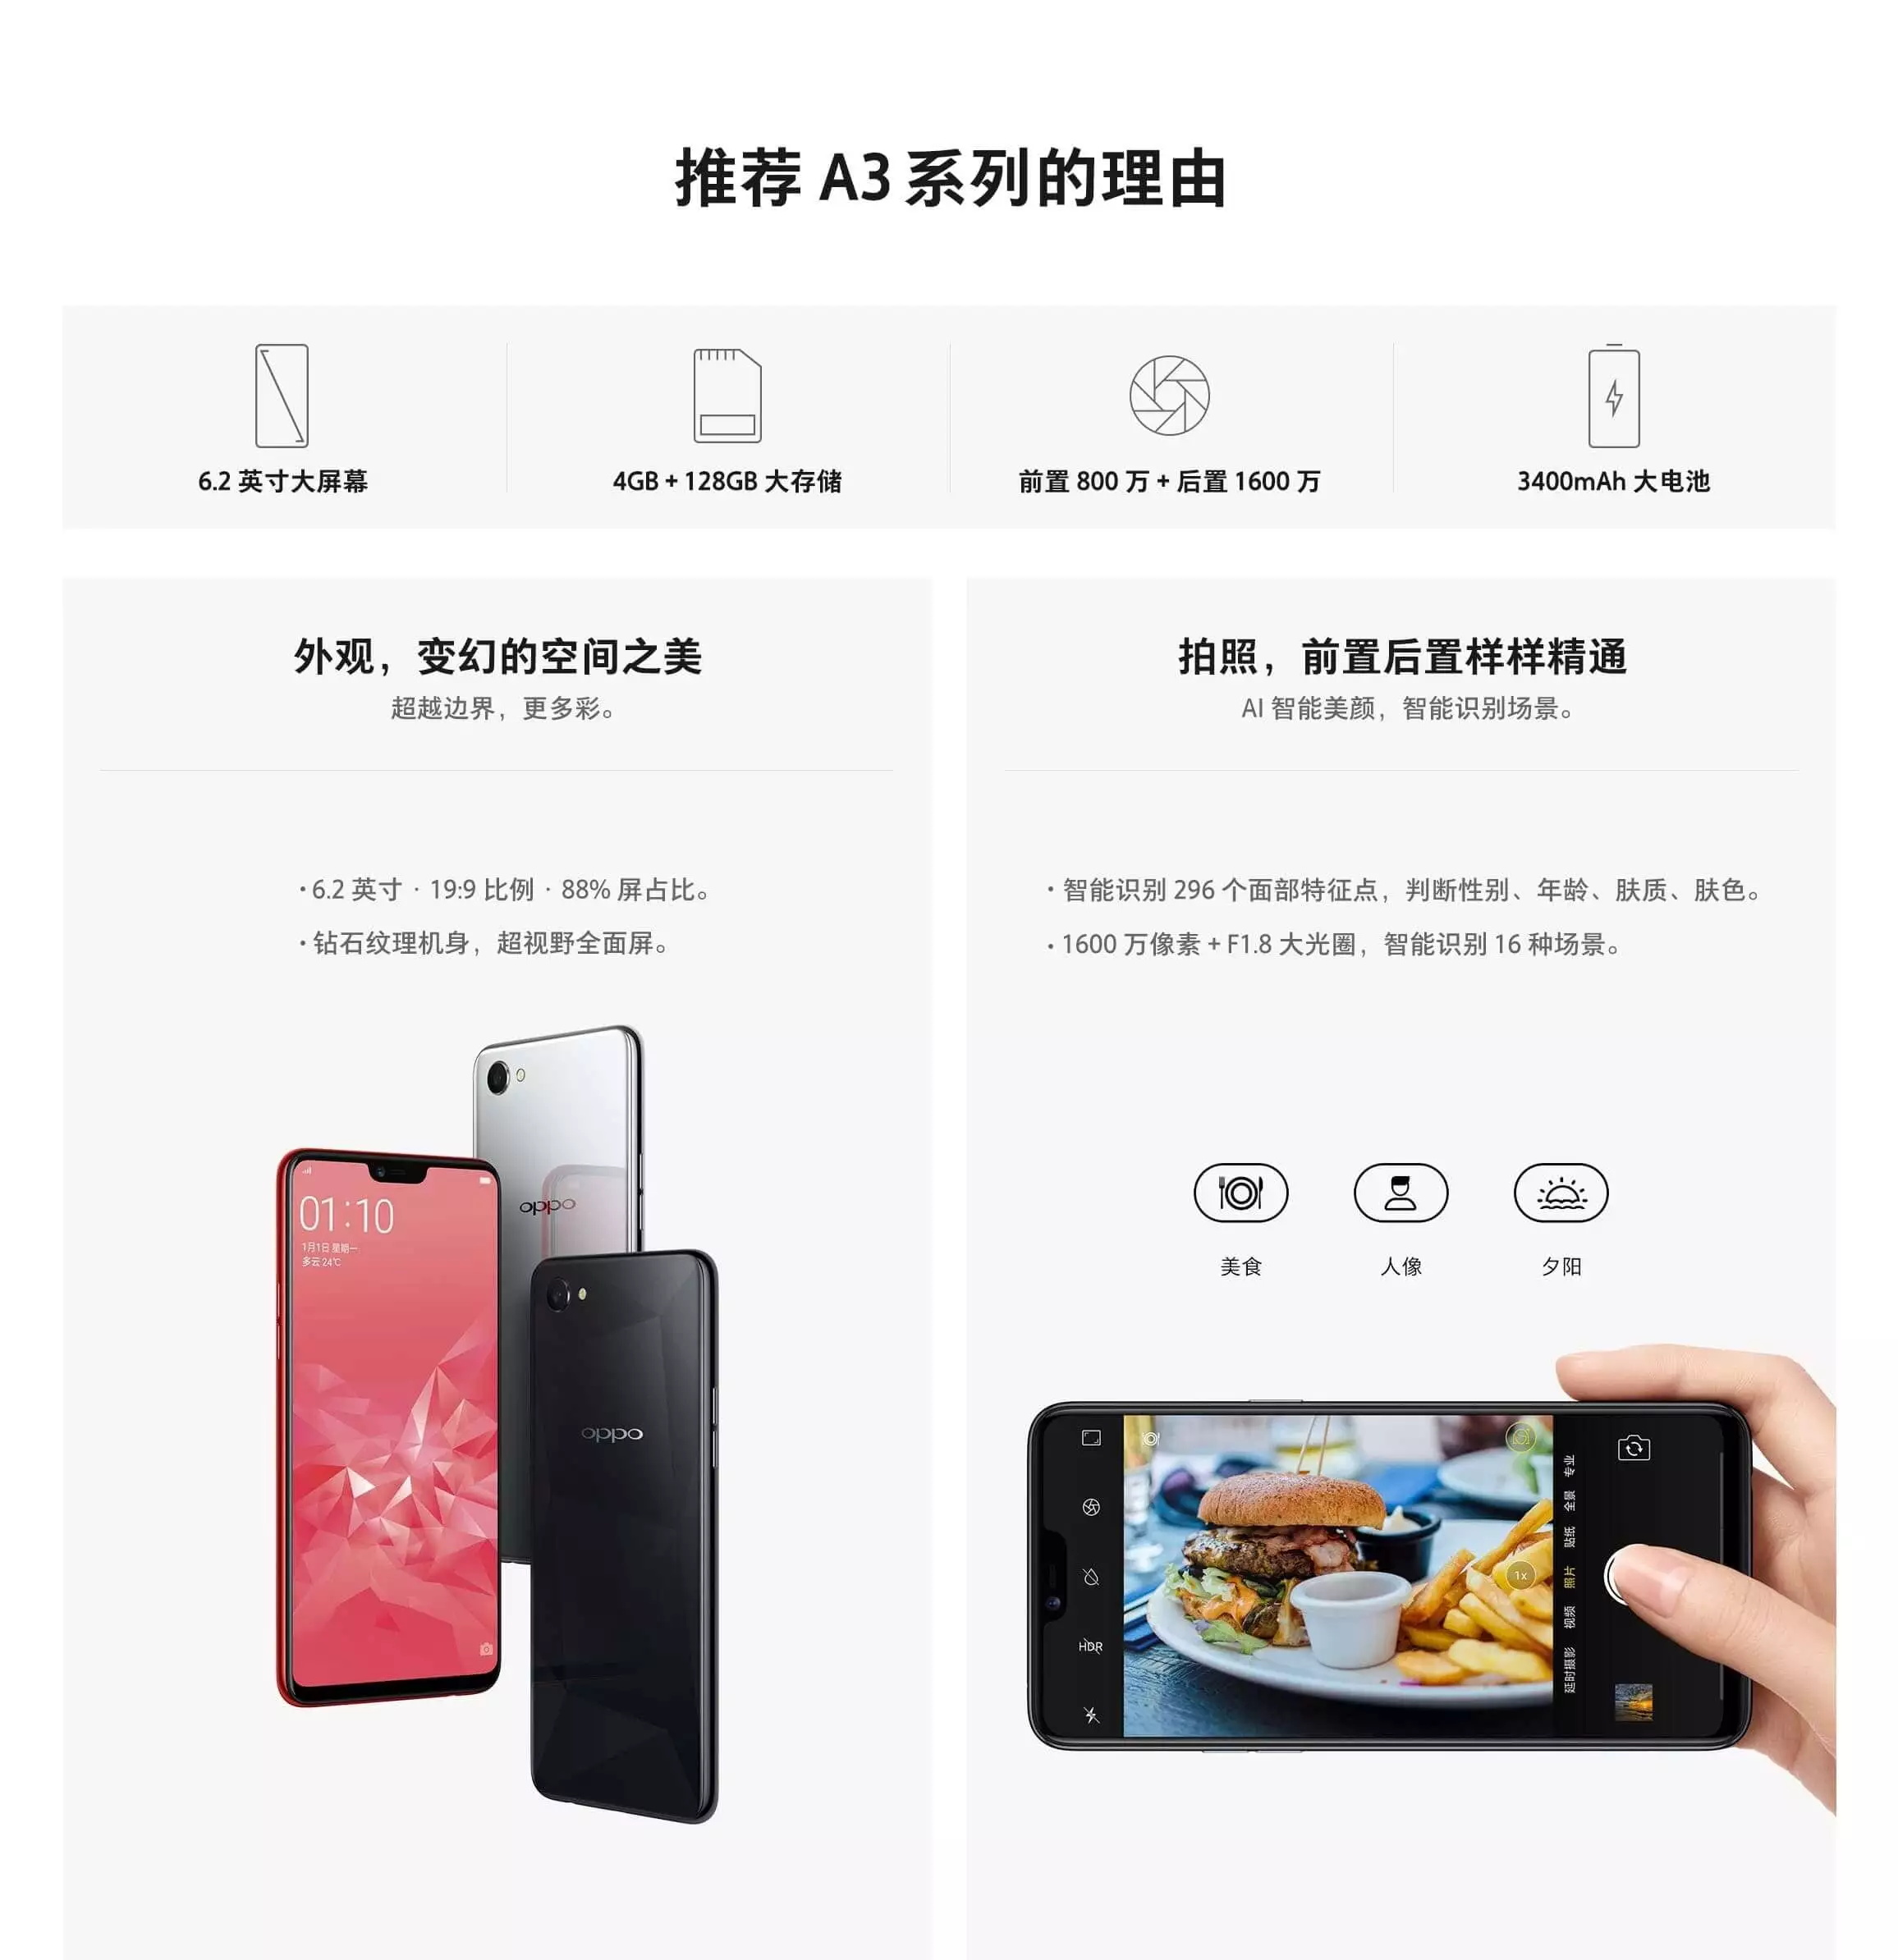 推荐 A3 系列的理由
6.2 英寸大屏幕
4GB + 128GB 大存储
前置 800 万 + 后置 1600 万
3400mAh 大电池
外观，变幻的空间之美
超越边界，更多彩。
• 6.2 英寸 · 19:9 比例 · 88% 屏占比。
• 钻石纹理机身，超视野全面屏。
oppo
01:10
1月1日 星期一
多云 24℃
oppo
拍照，前置后置样样精通
AI 智能美颜，智能识别场景。
• 智能识别 296 个面部特征点，判断性别、年龄、肤质、肤色。
• 1600 万像素 + F1.8 大光圈，智能识别 16 种场景。
美食
人像
夕阳
HDR
1x
专业
全景
贴纸
照片
视频
延时摄影